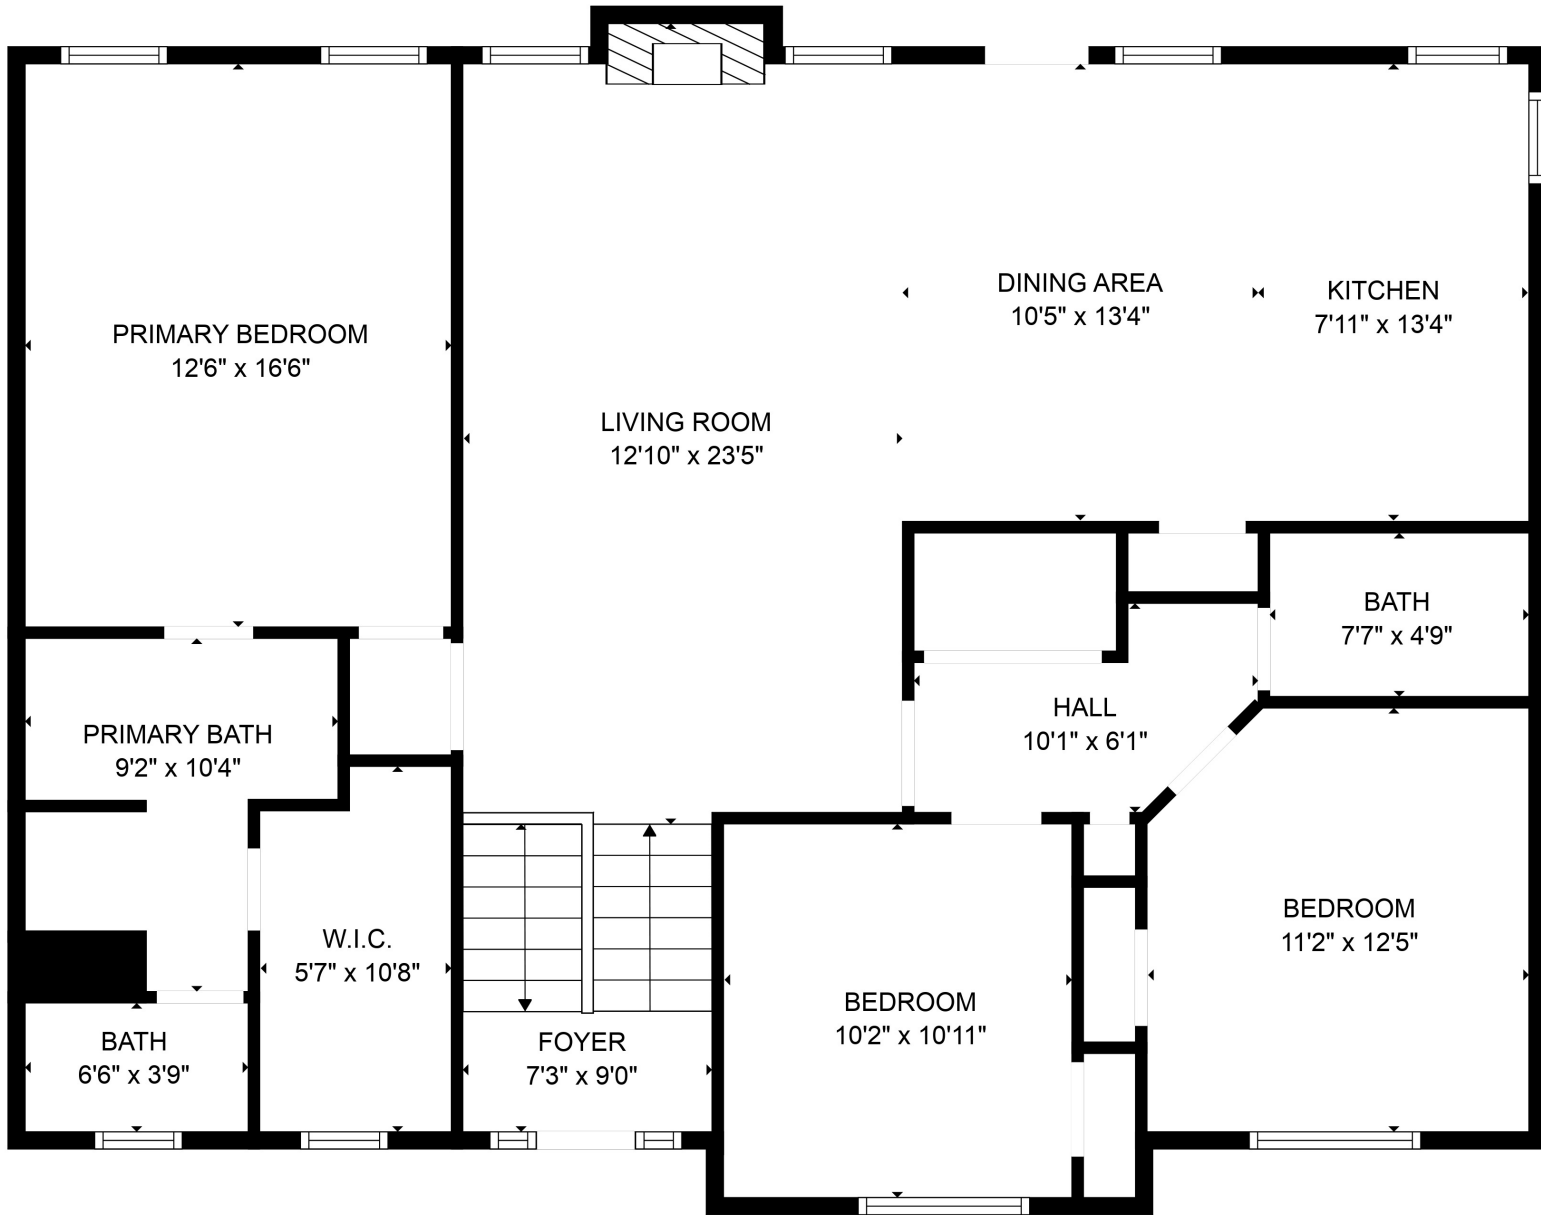 DINING AREA
10'5" x 13'4"
KITCHEN
7'11" x 13'4"
PRIMARY BEDROOM
12'6" x 16'6"
LIVING ROOM
12'10" x 23'5"
BATH
7'7" x 4'9"
HALL
10'1" x 6'1"
PRIMARY BATH
9'2" x 10'4"
BEDROOM
11'2" x 12'5"
W.I.C.
5'7" x 10'8"
BEDROOM
10'2" x 10'11"
BATH
6'6" x 3'9"
FOYER
7'3" x 9'0"